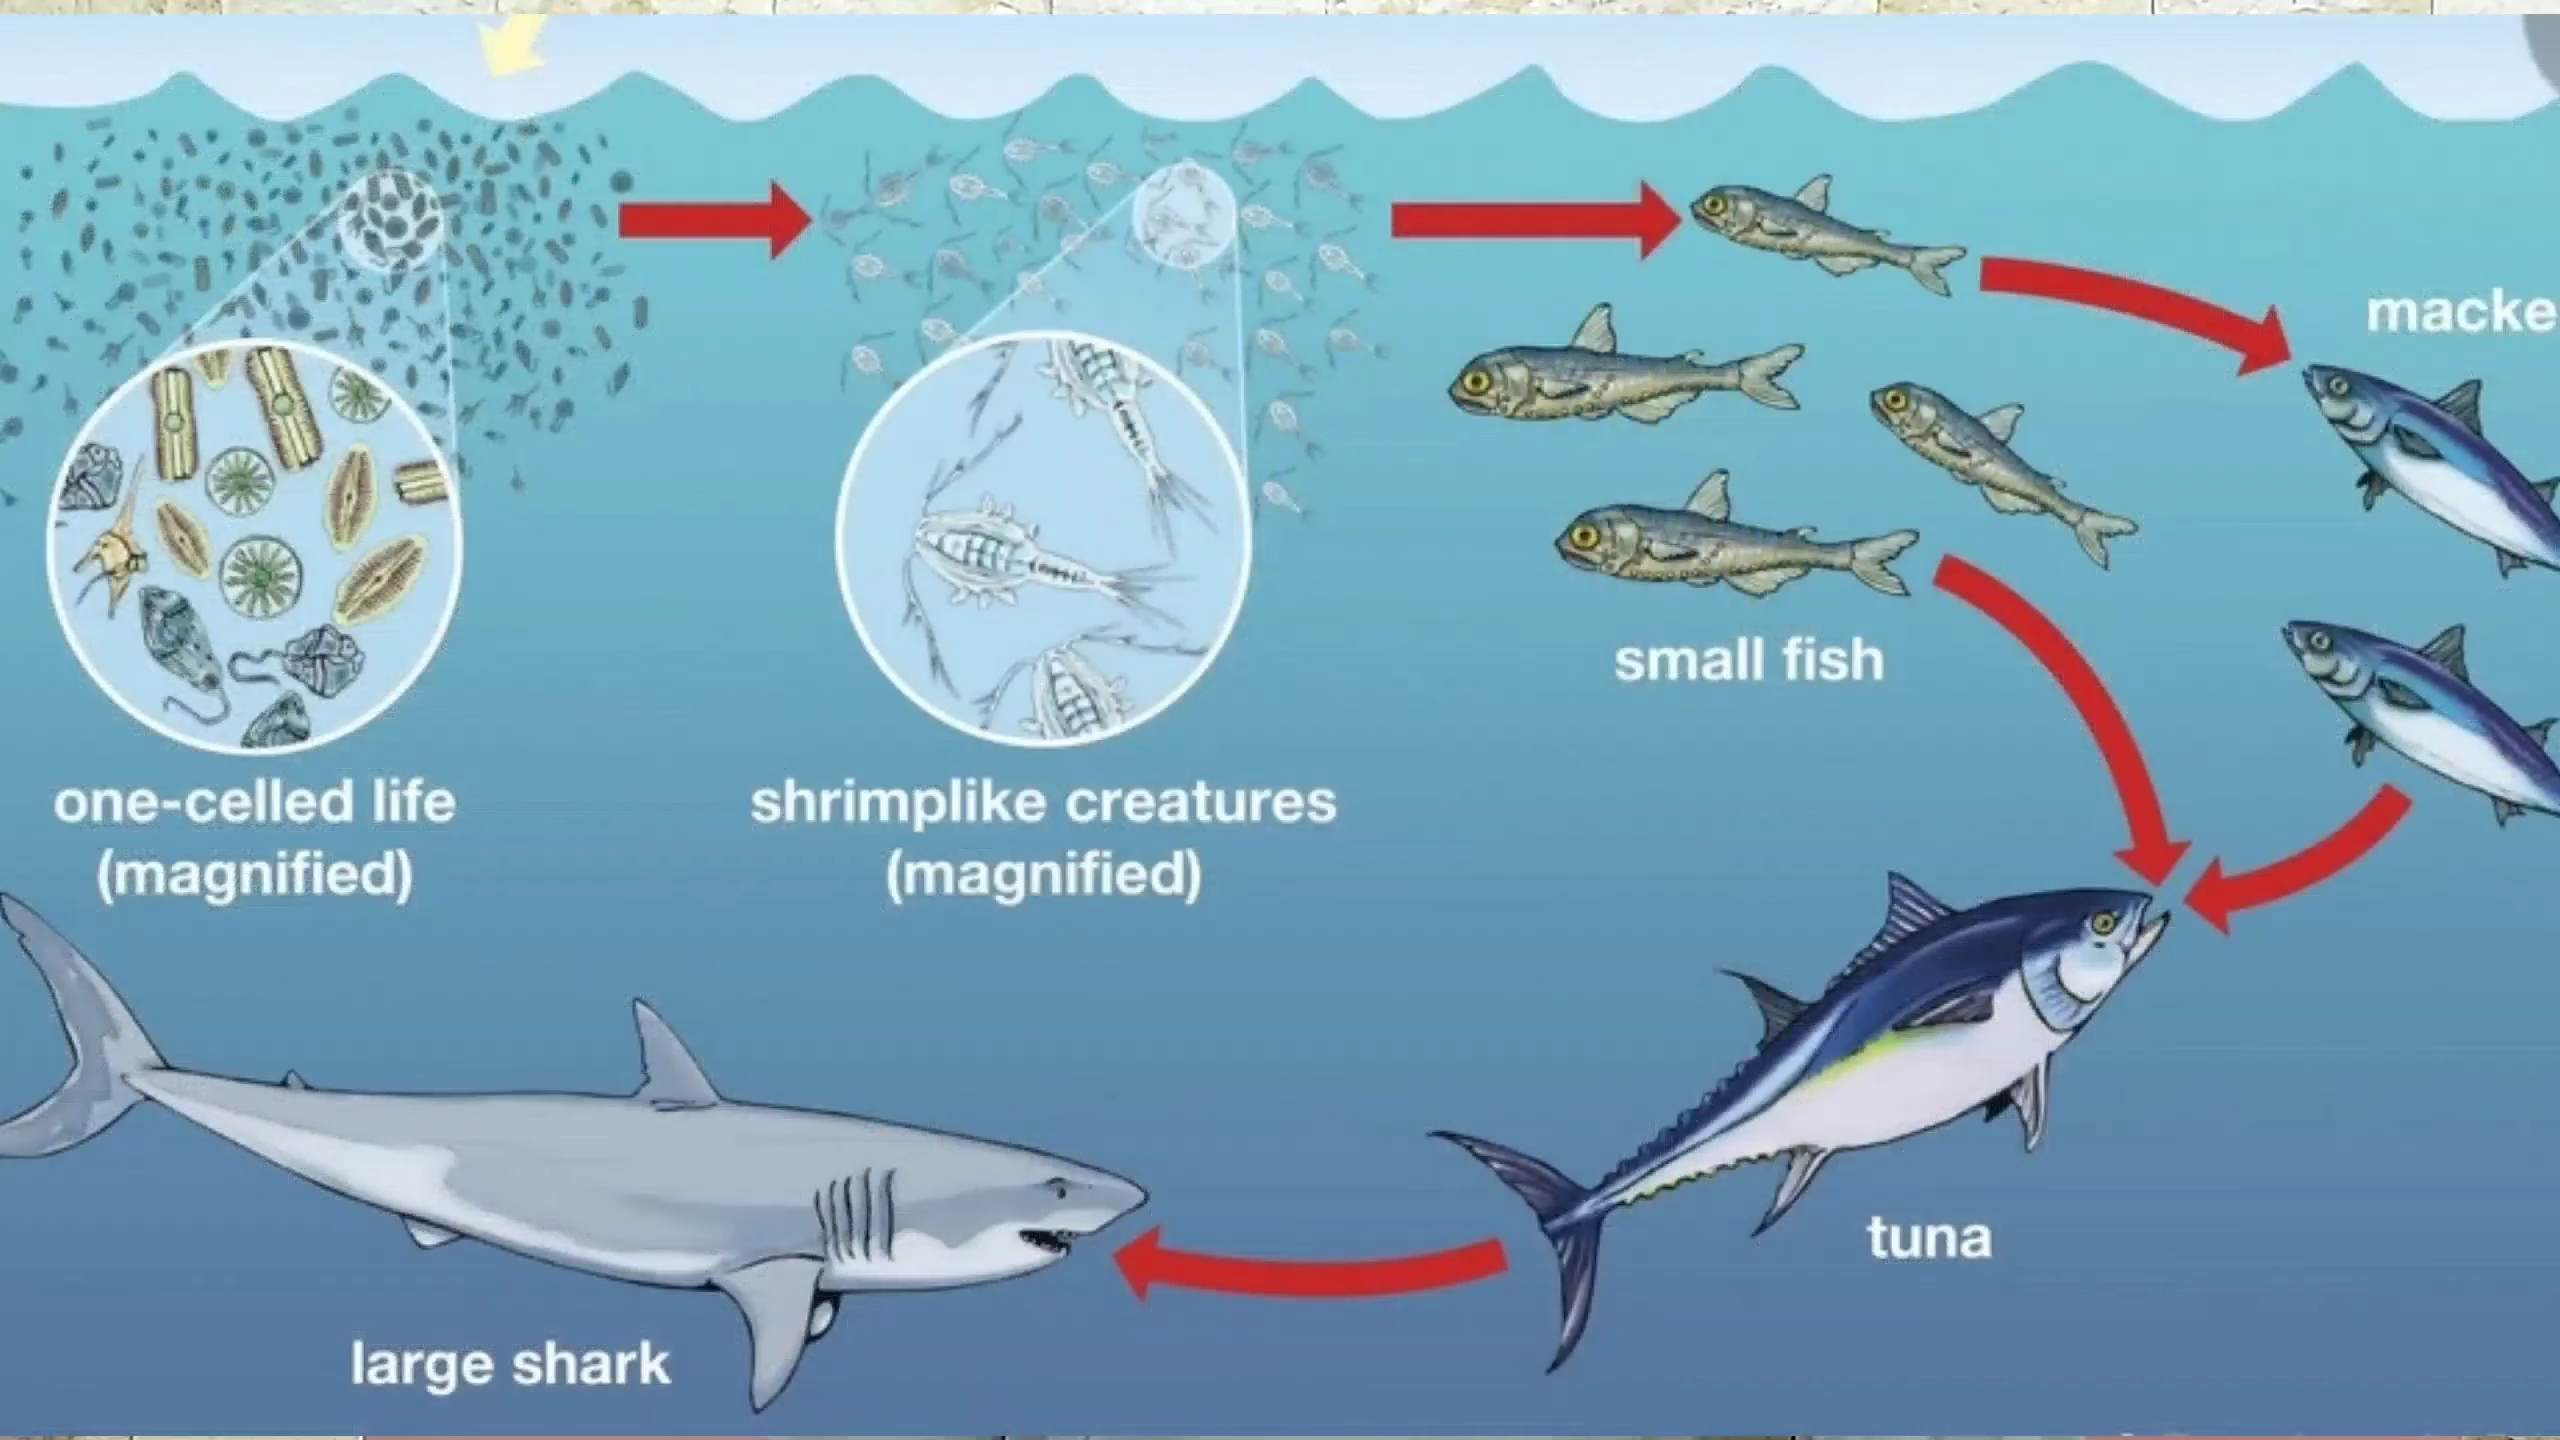 macke
small fish
one-celled life
(magnified)
shrimplike creatures
(magnified)
tuna
large shark